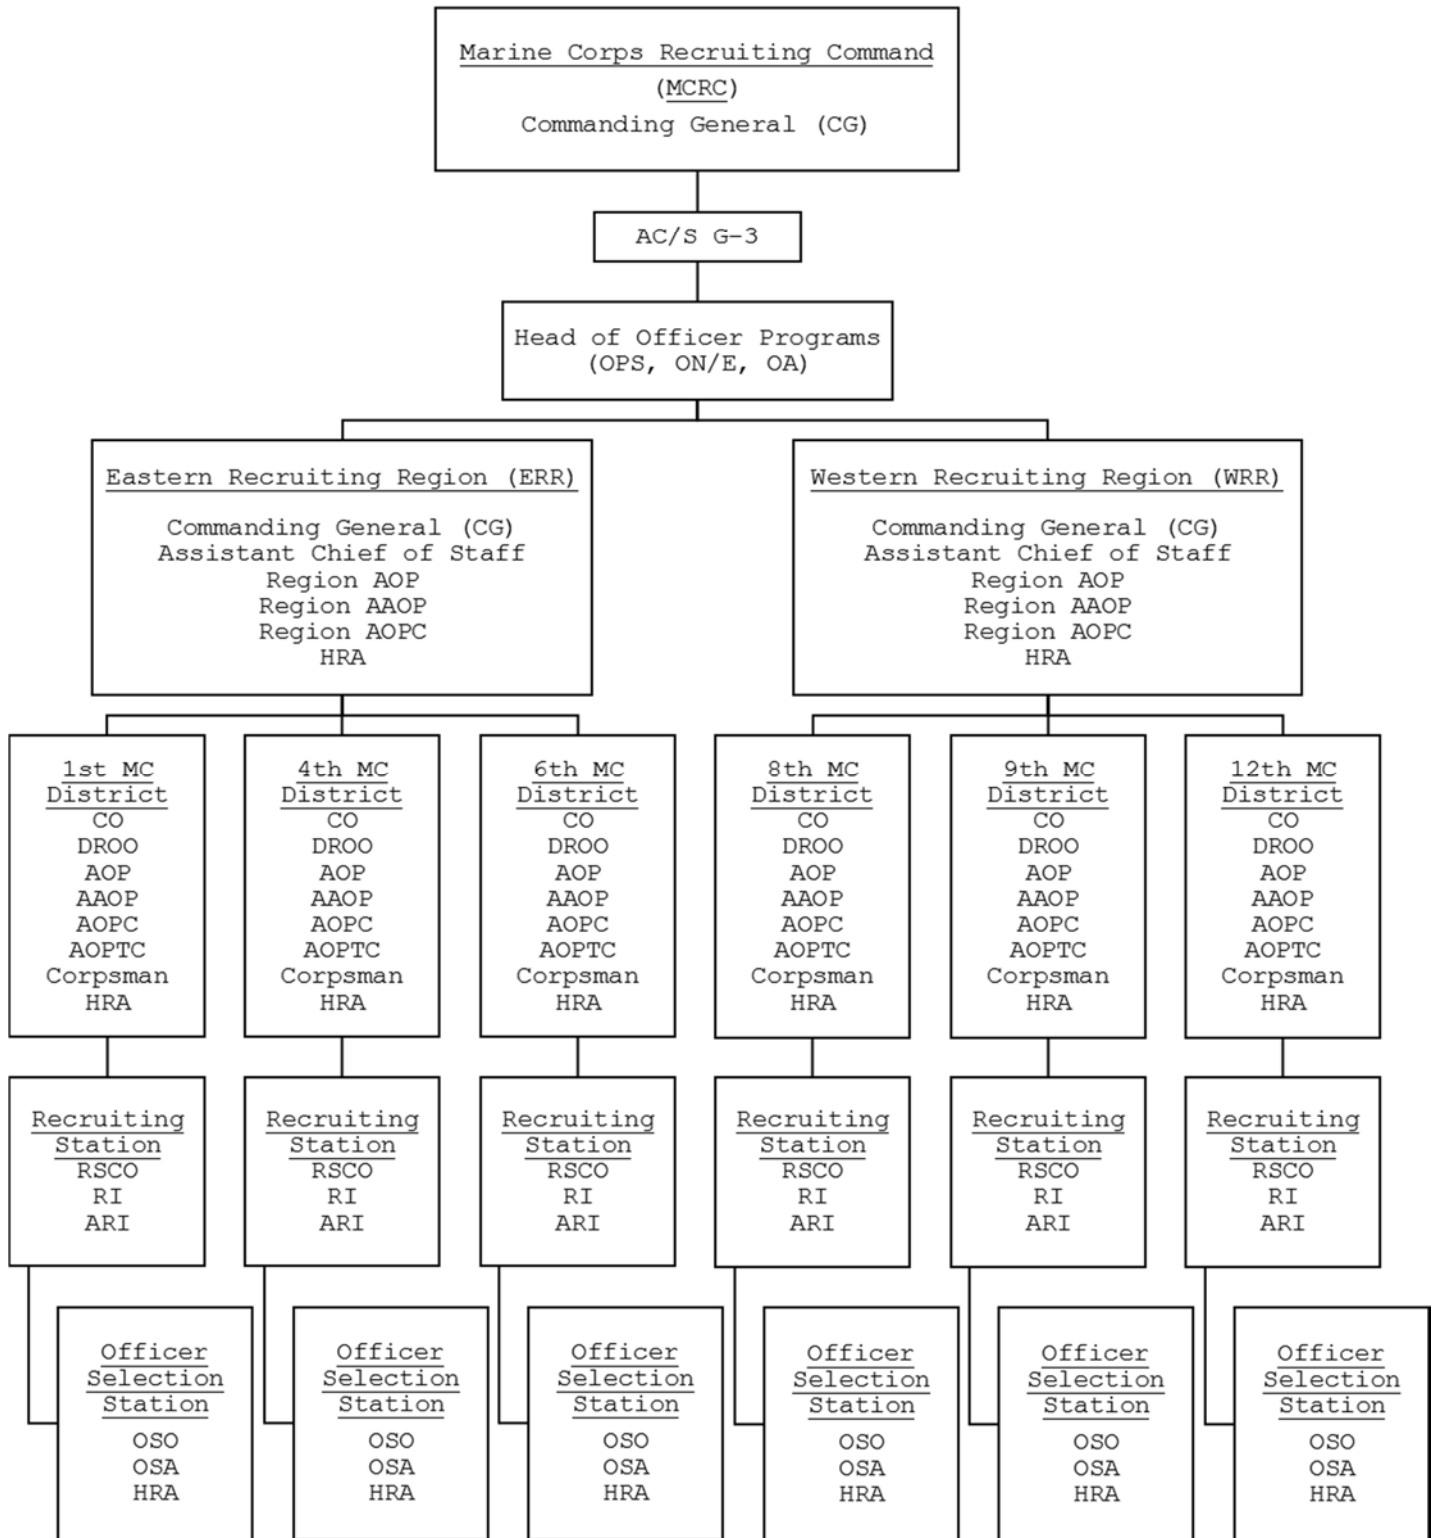 Marine Corps Recruiting Command
(MCRC)
Commanding General (CG)
AC/S G-3
Head of Officer Programs
(OPS, ON/E, OA)
Eastern Recruiting Region (ERR)
Commanding General (CG)
Assistant Chief of Staff
Region AOP
Region AAOP
Region AOPC
HRA
Western Recruiting Region (WRR)
Commanding General (CG)
Assistant Chief of Staff
Region AOP
Region AAOP
Region AOPC
HRA
1st MC
District
CO
DROO
AOP
AAOP
AOPC
AOPTC
Corpsman
HRA
4th MC
District
CO
DROO
AOP
AAOP
AOPC
AOPTC
Corpsman
HRA
6th MC
District
CO
DROO
AOP
AAOP
AOPC
AOPTC
Corpsman
HRA
8th MC
District
CO
DROO
AOP
AAOP
AOPC
AOPTC
Corpsman
HRA
9th MC
District
CO
DROO
AOP
AAOP
AOPC
AOPTC
Corpsman
HRA
12th MC
District
CO
DROO
AOP
AAOP
AOPC
AOPTC
Corpsman
HRA
Recruiting
Station
RSCO
RI
ARI
Recruiting
Station
RSCO
RI
ARI
Recruiting
Station
RSCO
RI
ARI
Recruiting
Station
RSCO
RI
ARI
Recruiting
Station
RSCO
RI
ARI
Recruiting
Station
RSCO
RI
ARI
Officer
Selection
Station
OSO
OSA
HRA
Officer
Selection
Station
OSO
OSA
HRA
Officer
Selection
Station
OSO
OSA
HRA
Officer
Selection
Station
OSO
OSA
HRA
Officer
Selection
Station
OSO
OSA
HRA
Officer
Selection
Station
OSO
OSA
HRA